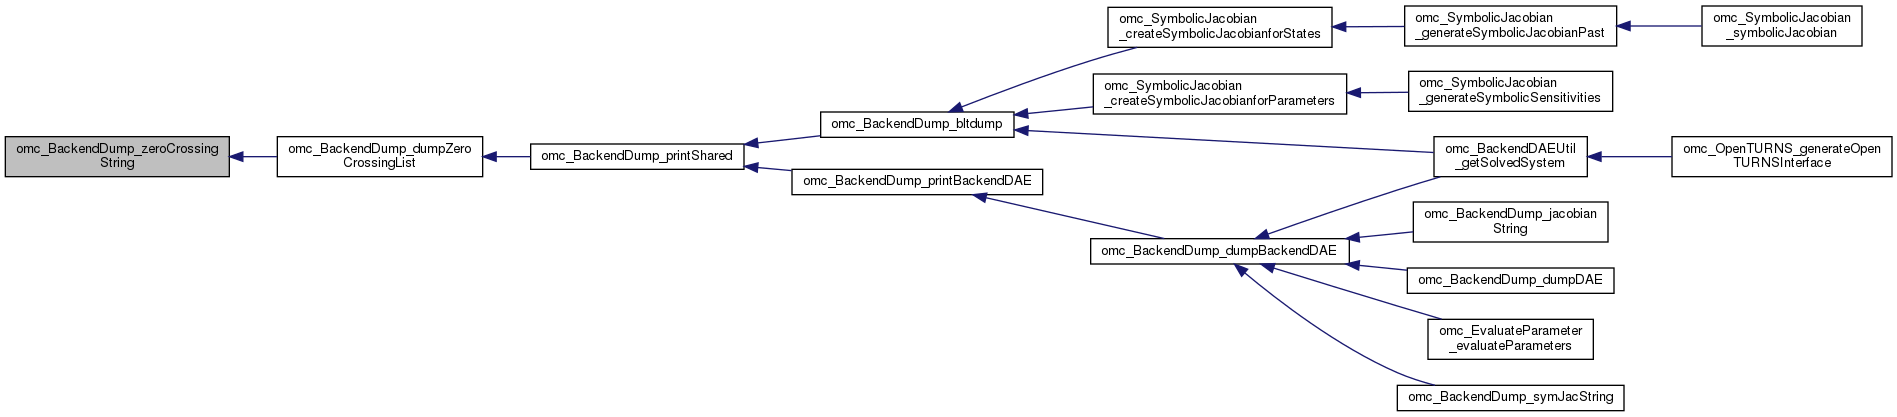 omc_BackendDump_zeroCrossing
String
omc_BackendDump_dumpZero
CrossingList
omc_BackendDump_printShared
omc_BackendDump_bltdump
omc_BackendDump_printBackendDAE
omc_SymbolicJacobian
_createSymbolicJacobianforStates
omc_SymbolicJacobian
_generateSymbolicJacobianPast
omc_SymbolicJacobian
_symbolicJacobian
omc_SymbolicJacobian
_createSymbolicJacobianforParameters
omc_SymbolicJacobian
_generateSymbolicSensitivities
omc_BackendDAEUtil
_getSolvedSystem
omc_OpenTURNS_generateOpen
TURNSInterface
omc_BackendDump_dumpBackendDAE
omc_BackendDump_jacobian
String
omc_BackendDump_dumpDAE
omc_EvaluateParameter
_evaluateParameters
omc_BackendDump_symJacString